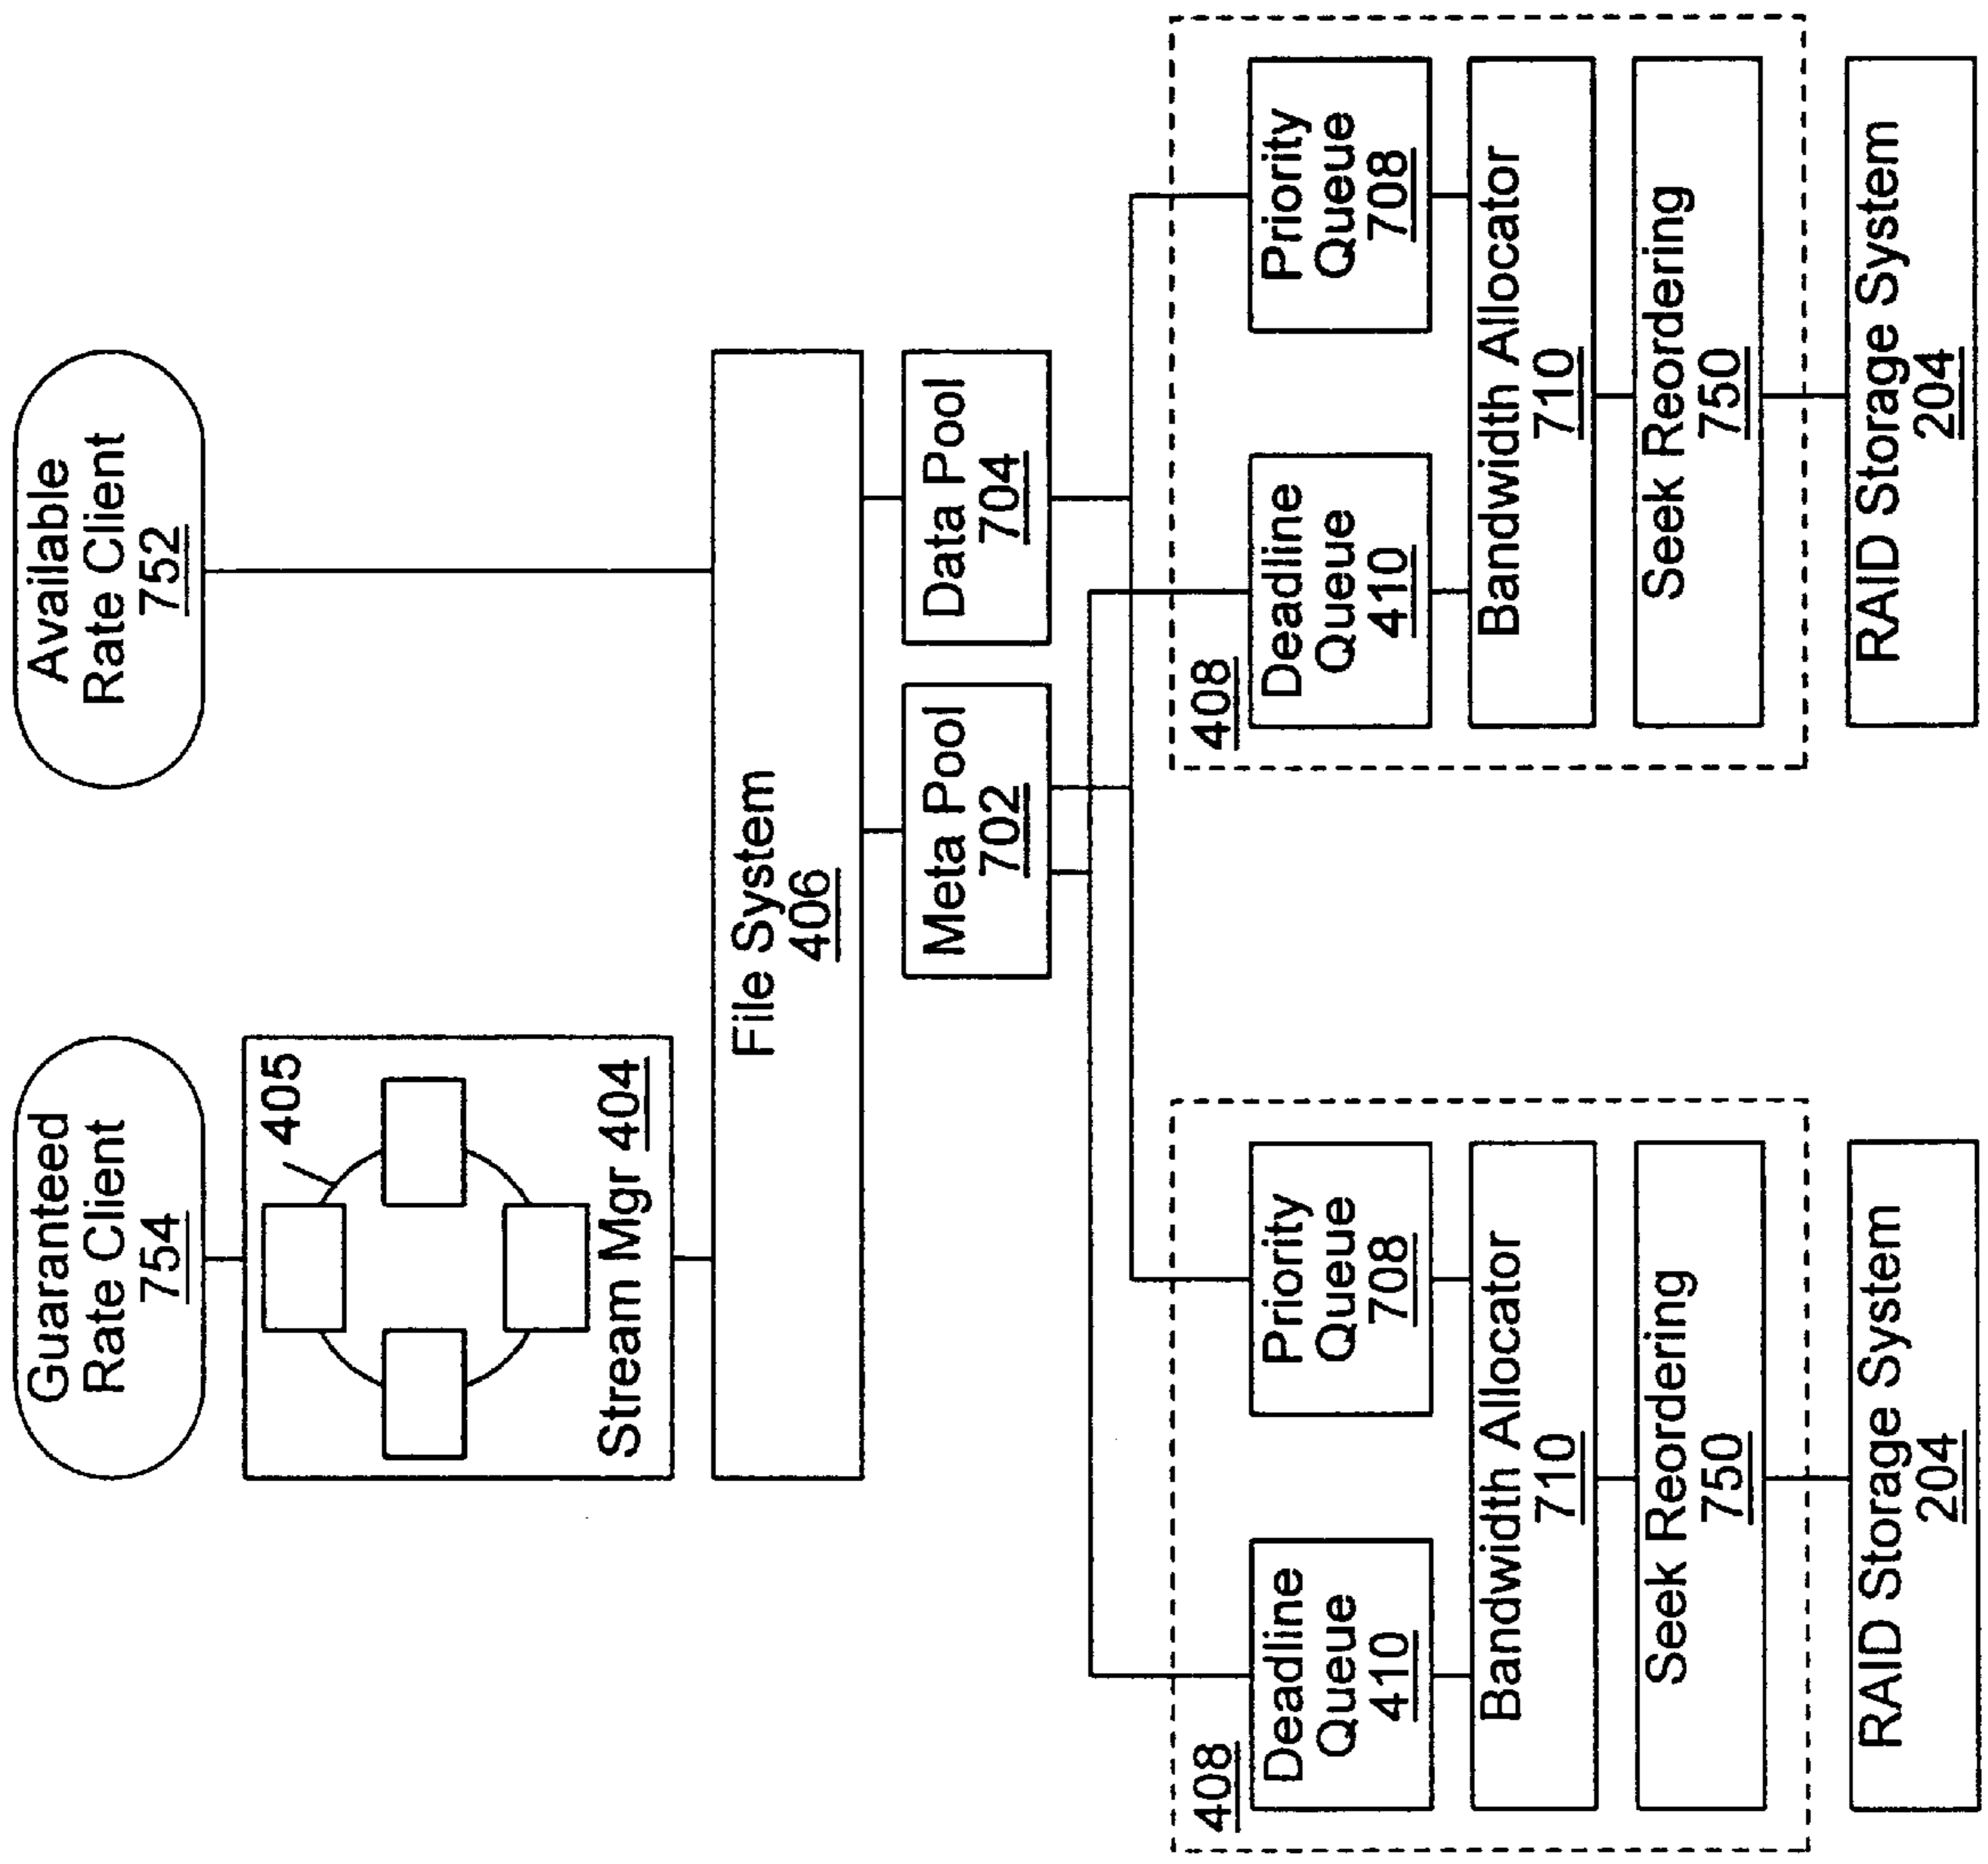 Guaranteed
Rate Client
754
Available
Rate Client
752
405
Stream Mgr 404
File System
406
Meta Pool
702
Data Pool
704
408
Deadline
Queue
410
Priority
Queue
708
Bandwidth Allocator
710
Seek Reordering
750
RAID Storage System
204
408
Deadline
Queue
410
Priority
Queue
708
Bandwidth Allocator
710
Seek Reordering
750
RAID Storage System
204